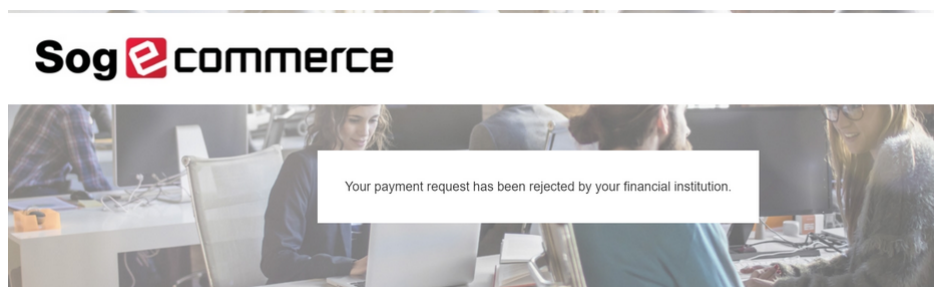 Sogecommerce
Your payment request has been rejected by your financial institution.